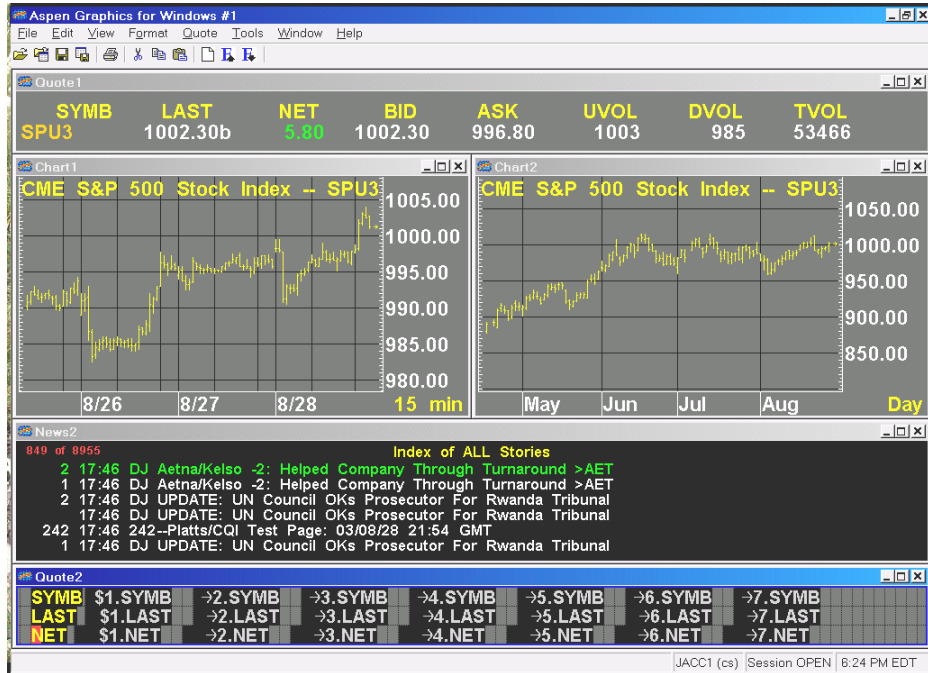 Aspen Graphics for Windows #1
File Edit View Format Quote Tools Window Help
Quote1
SYMB LAST NET BID ASK UVOL DVOL TVOL
SPU3 1002.30b 5.80 1002.30 996.80 1003 985 53466
Chart1
CME S&P 500 Stock Index -- SPU3
1005.00
1000.00
995.00
990.00
985.00
980.00
8/26 8/27 8/28 15 min
Chart2
CME S&P 500 Stock Index -- SPU3
1050.00
1000.00
950.00
900.00
850.00
May Jun Jul Aug Day
News2
849 of 8955 Index of ALL Stories
2 17:46 DJ Aetna/Kelso -2: Helped Company Through Turnaround >AET
1 17:46 DJ Aetna/Kelso -2: Helped Company Through Turnaround >AET
2 17:46 DJ UPDATE: UN Council OKs Prosecutor For Rwanda Tribunal
17:46 DJ UPDATE: UN Council OKs Prosecutor For Rwanda Tribunal
242 17:46 242--Platts/CQI Test Page: 03/08/28 21:54 GMT
1 17:46 DJ UPDATE: UN Council OKs Prosecutor For Rwanda Tribunal
Quote2
SYMB $1.SYMB →2.SYMB →3.SYMB →4.SYMB →5.SYMB →6.SYMB →7.SYMB
LAST $1.LAST →2.LAST →3.LAST →4.LAST →5.LAST →6.LAST →7.LAST
NET $1.NET →2.NET →3.NET →4.NET →5.NET →6.NET →7.NET
JACC1 (cs) Session OPEN 6:24 PM EDT